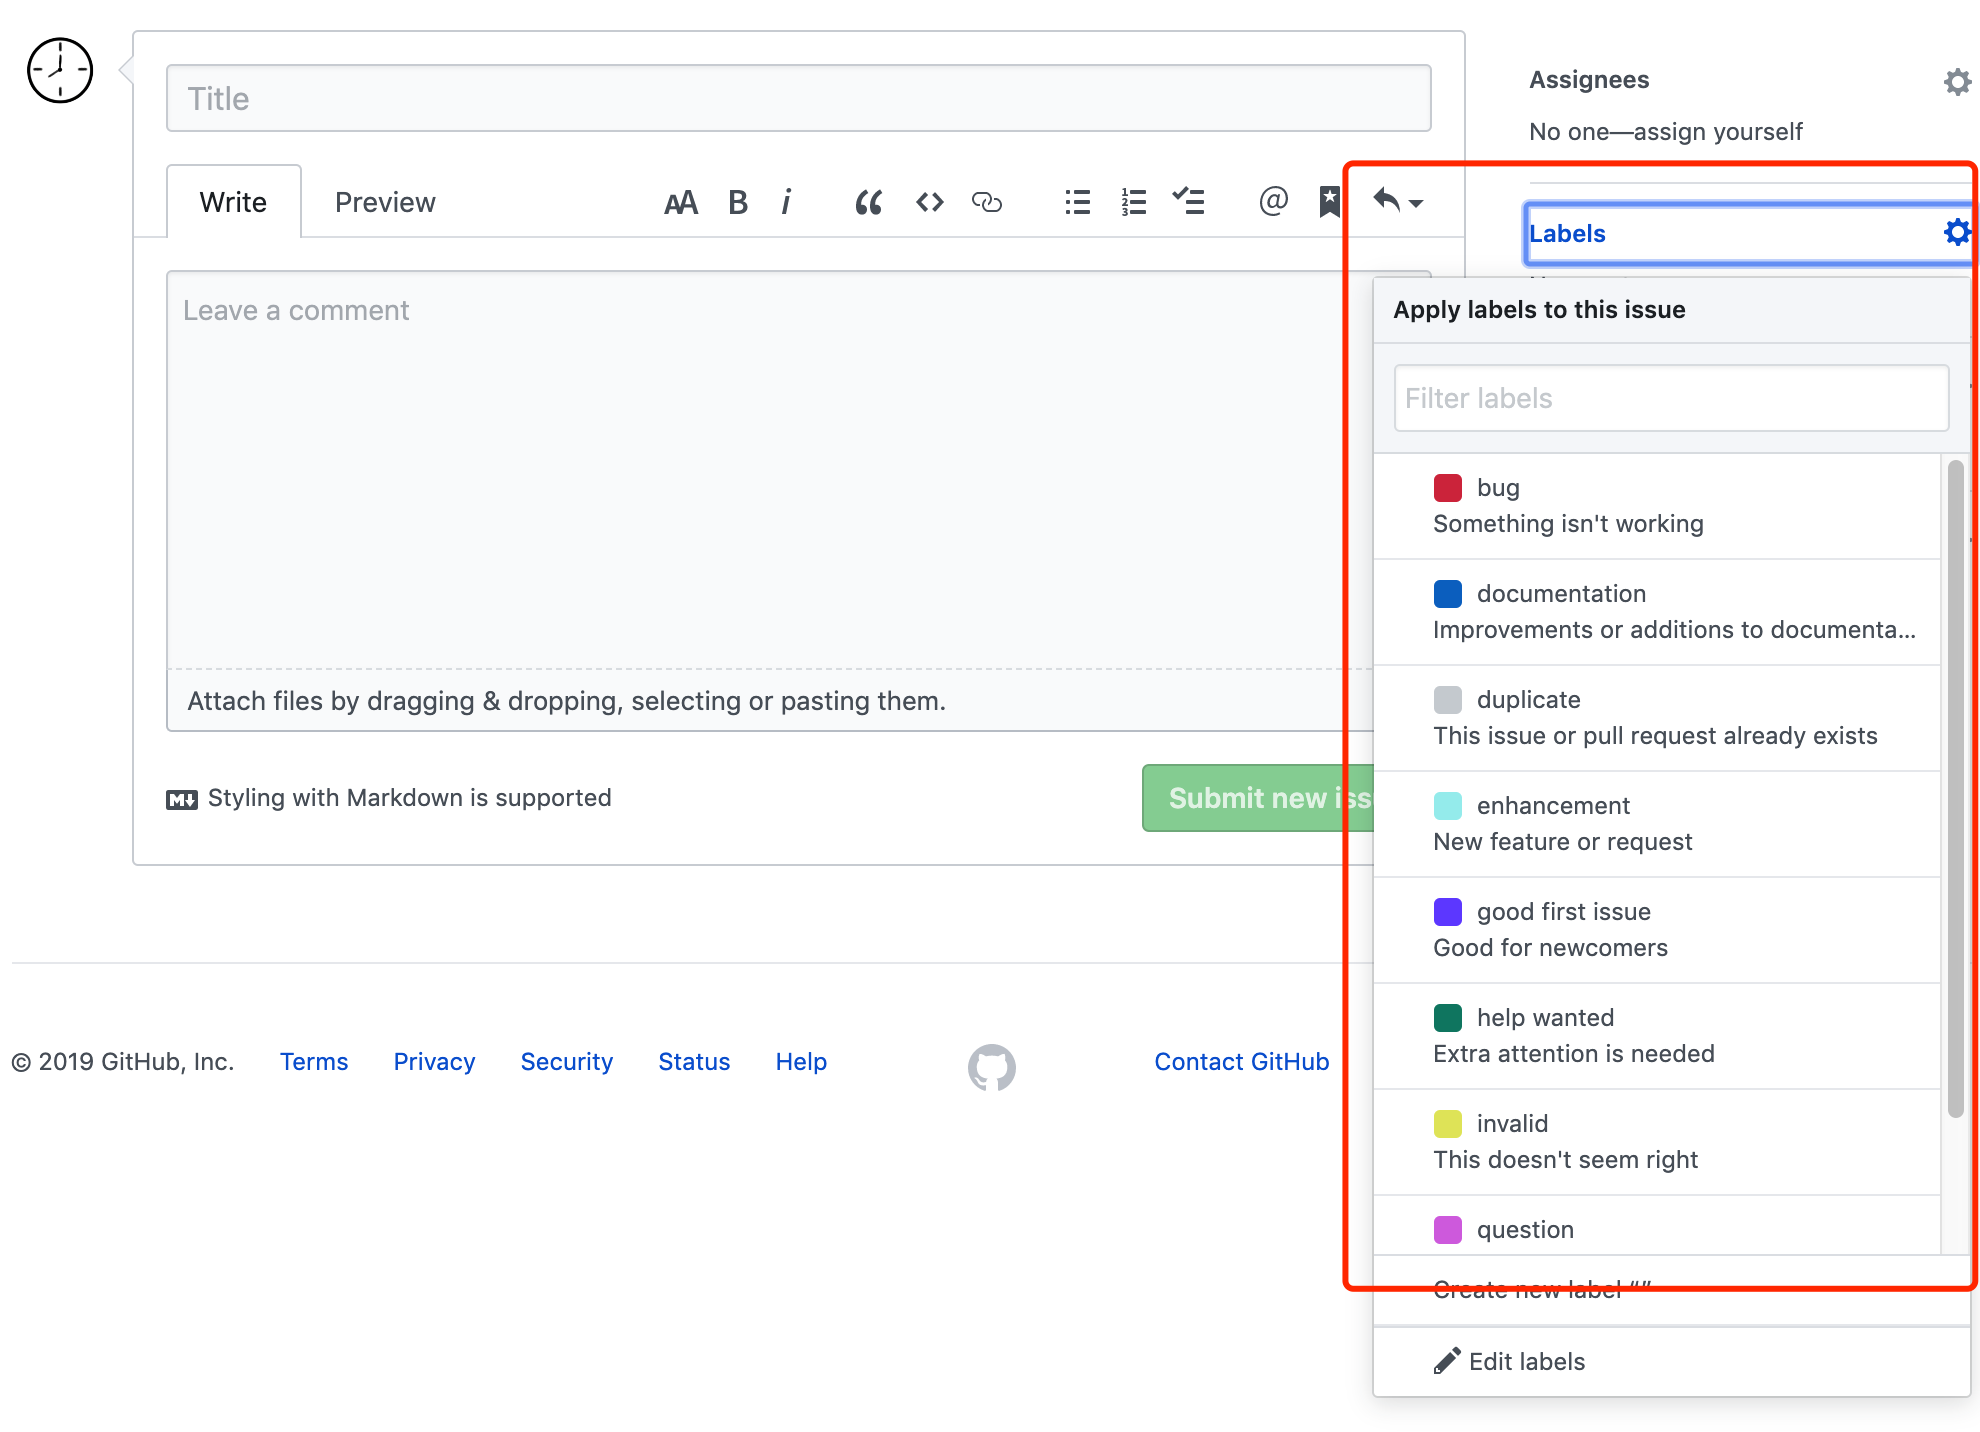 Title
Write
Preview
AA B i
@
Leave a comment
Attach files by dragging & dropping, selecting or pasting them.
M↓ Styling with Markdown is supported
Submit new iss
Assignees
No one—assign yourself
Labels
Apply labels to this issue
Filter labels
bug
Something isn't working
documentation
Improvements or additions to documenta...
duplicate
This issue or pull request already exists
enhancement
New feature or request
good first issue
Good for newcomers
help wanted
Extra attention is needed
invalid
This doesn't seem right
question
Create new label “”
Edit labels
© 2019 GitHub, Inc. Terms Privacy Security Status Help Contact GitHub